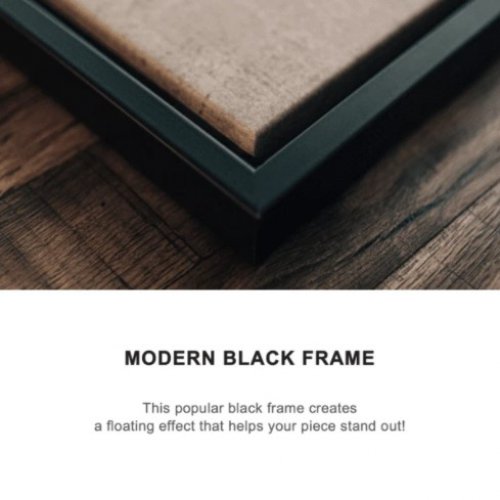 MODERN BLACK FRAME
This popular black frame creates
a floating effect that helps your piece stand out!